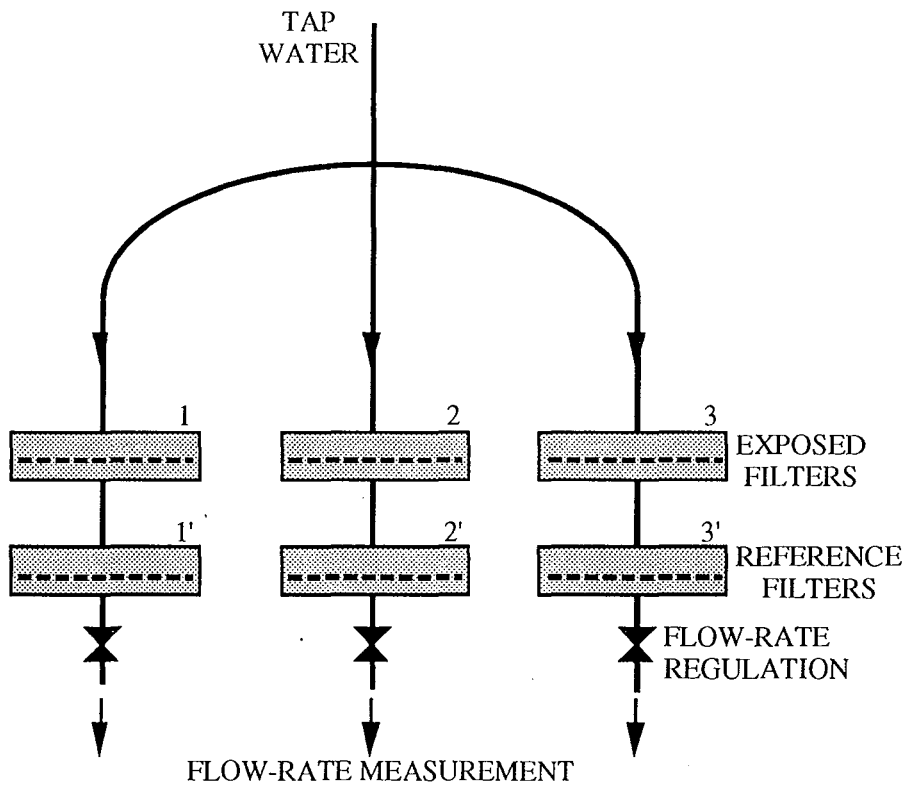 TAP
WATER
1
2
3
EXPOSED
FILTERS
1'
2'
3'
REFERENCE
FILTERS
FLOW-RATE
REGULATION
FLOW-RATE MEASUREMENT